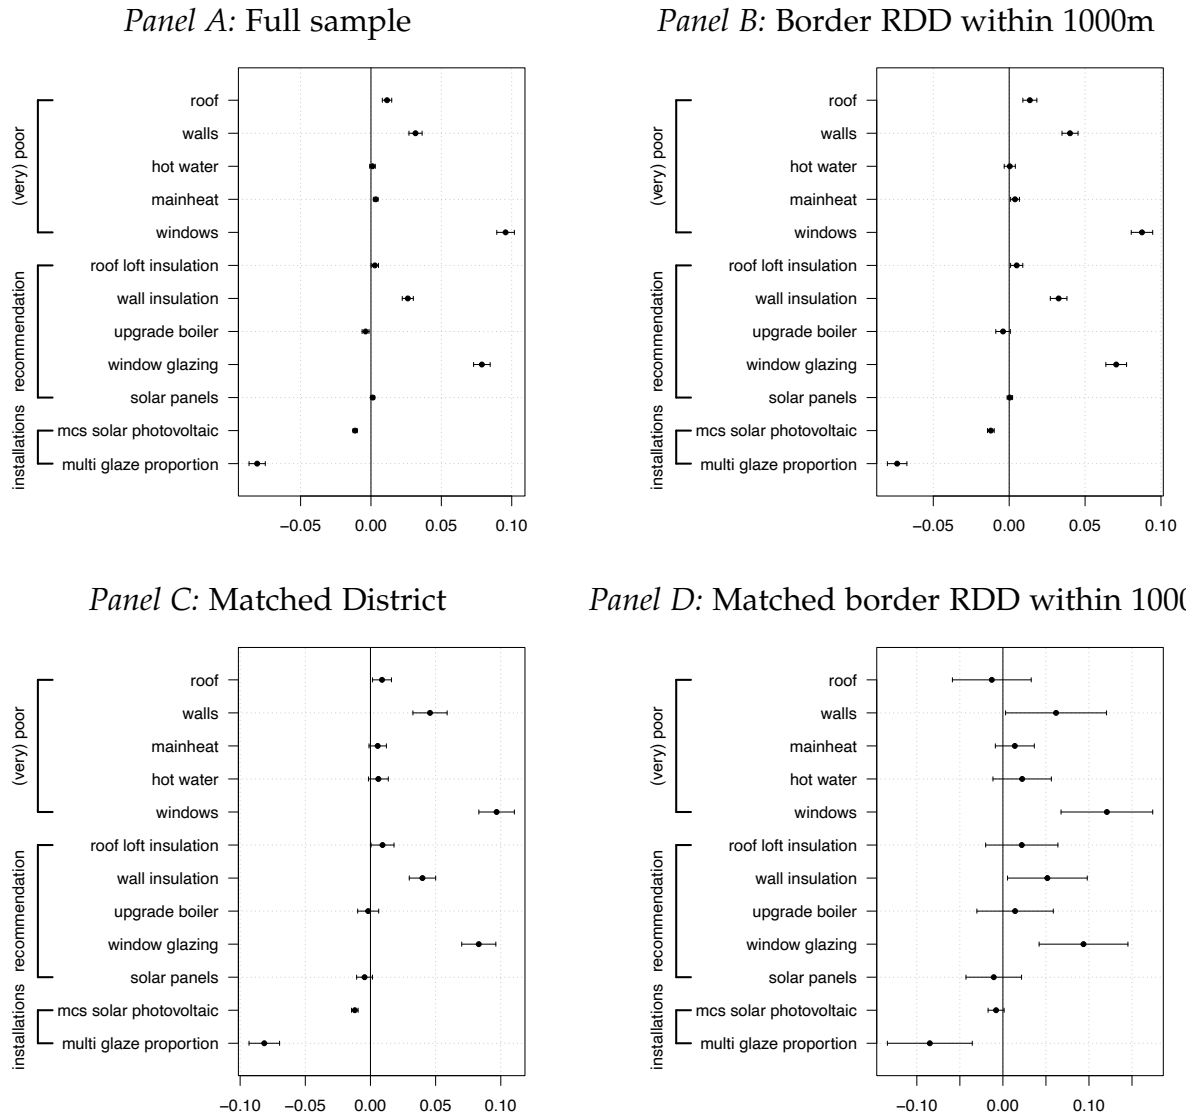 Panel A: Full sample
roof
walls
hot water
mainheat
windows
roof loft insulation
wall insulation
upgrade boiler
window glazing
solar panels
mcs solar photovoltaic
multi glaze proportion
(very) poor
recommendation
installations
−0.05 0.00 0.05 0.10
Panel B: Border RDD within 1000m
roof
walls
hot water
mainheat
windows
roof loft insulation
wall insulation
upgrade boiler
window glazing
solar panels
mcs solar photovoltaic
multi glaze proportion
(very) poor
recommendation
installations
−0.05 0.00 0.05 0.10
Panel C: Matched District
roof
walls
mainheat
hot water
windows
roof loft insulation
wall insulation
upgrade boiler
window glazing
solar panels
mcs solar photovoltaic
multi glaze proportion
(very) poor
recommendation
installations
−0.10 −0.05 0.00 0.05 0.10
Panel D: Matched border RDD within 1000
roof
walls
mainheat
hot water
windows
roof loft insulation
wall insulation
upgrade boiler
window glazing
solar panels
mcs solar photovoltaic
multi glaze proportion
(very) poor
recommendation
installations
−0.10 0.00 0.10